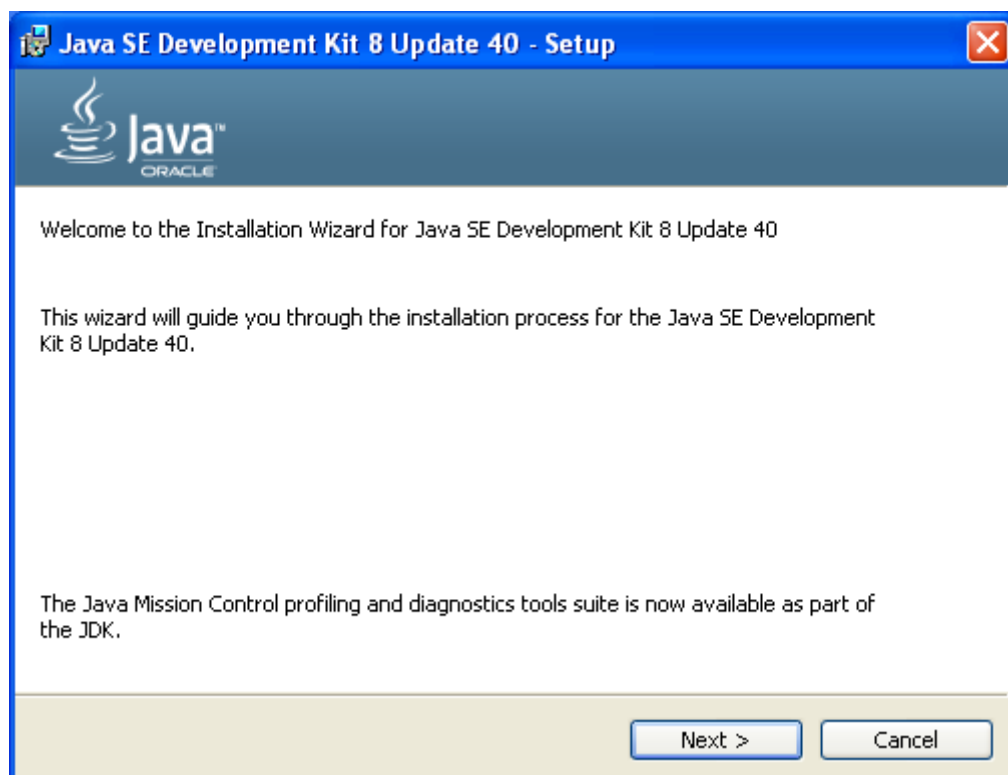 Java SE Development Kit 8 Update 40 - Setup
Java™
ORACLE
Welcome to the Installation Wizard for Java SE Development Kit 8 Update 40
This wizard will guide you through the installation process for the Java SE Development
Kit 8 Update 40.
The Java Mission Control profiling and diagnostics tools suite is now available as part of
the JDK.
Next >
Cancel